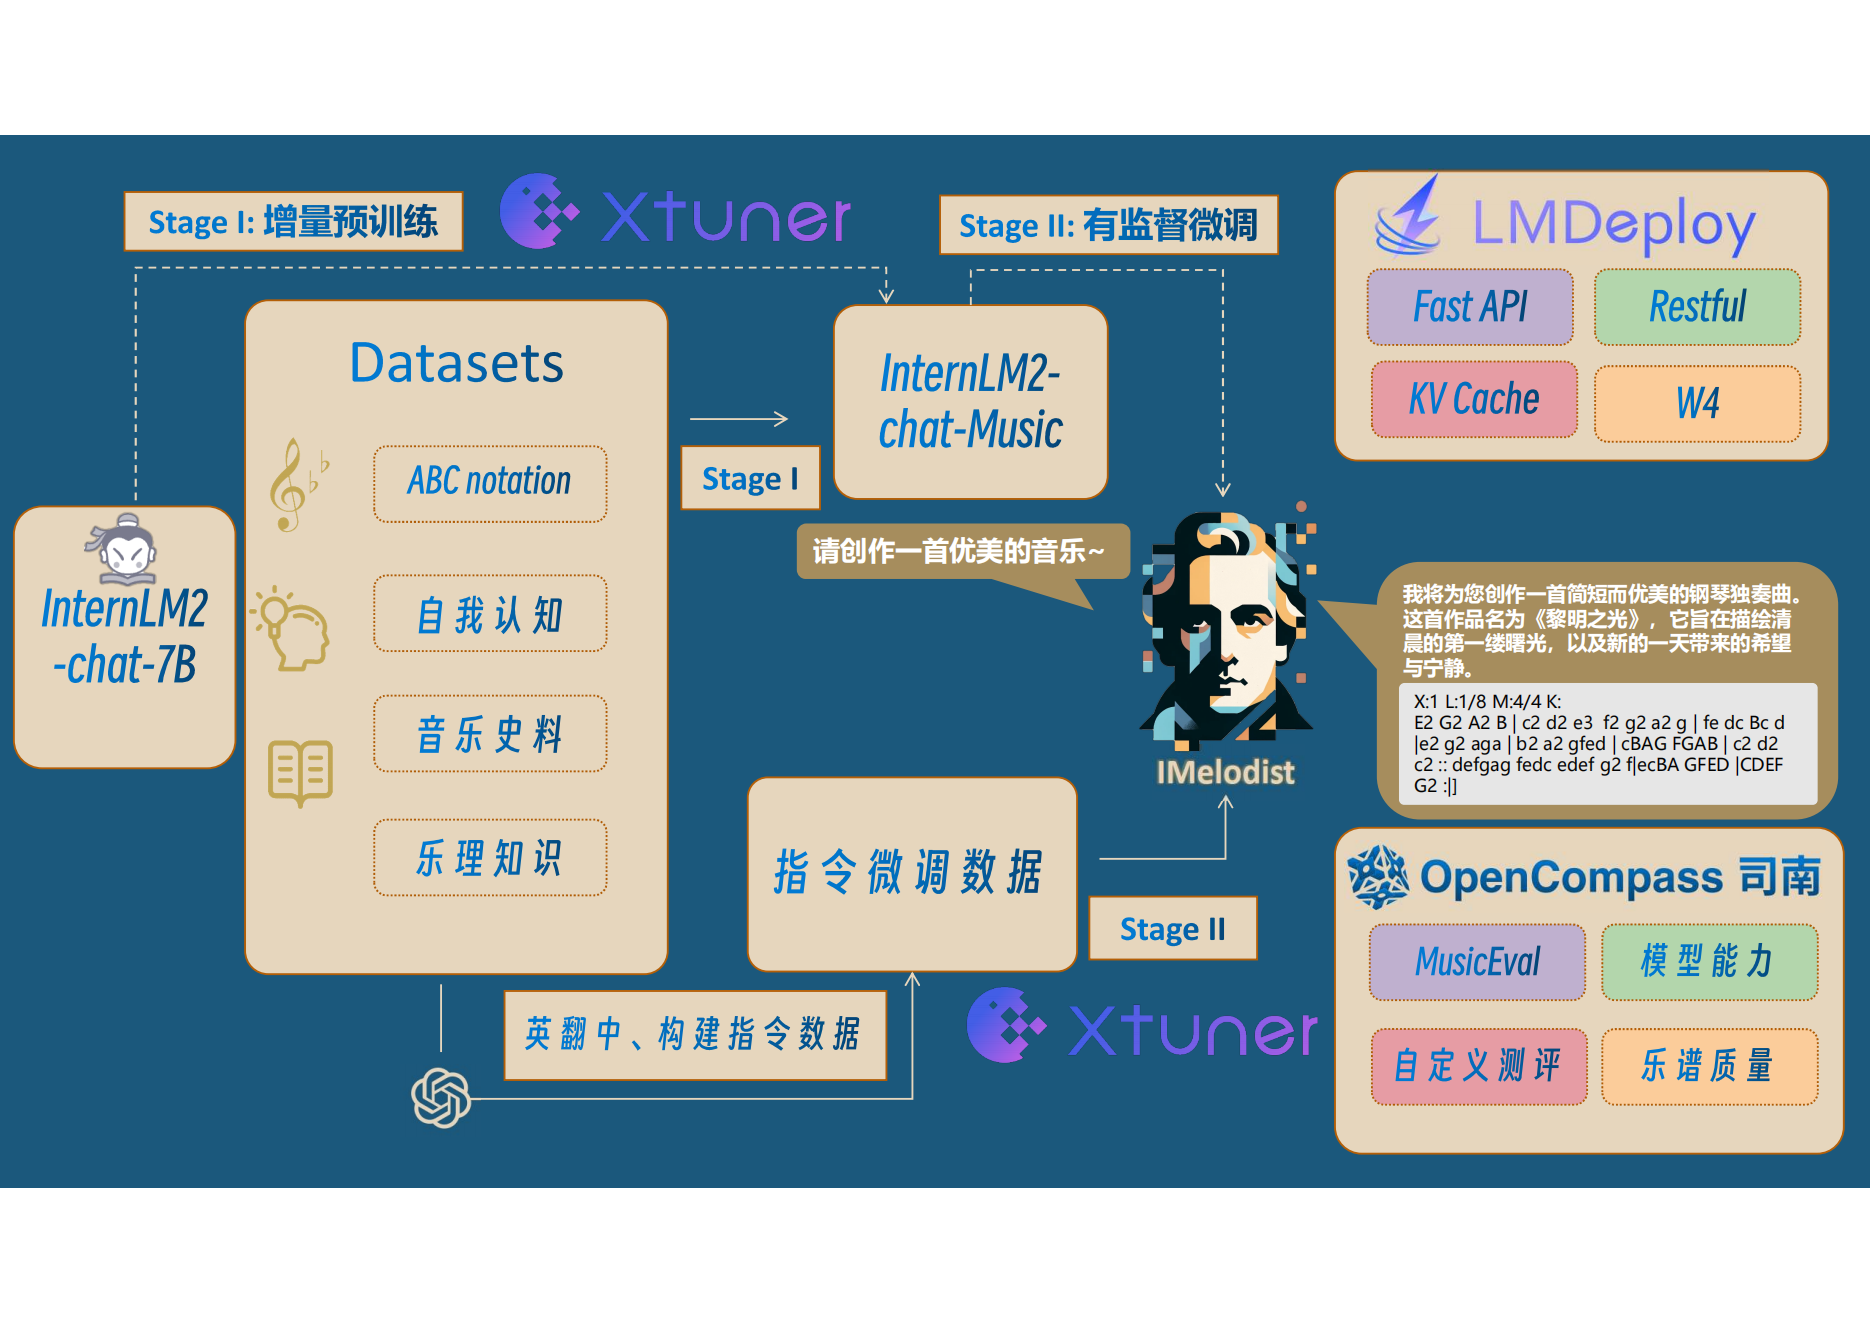 Stage I: 增量预训练
Xtuner
Stage II: 有监督微调
LMDeploy
Fast API
Restful
KV Cache
W4
Datasets
ABC notation
自我认知
音乐史料
乐理知识
InternLM2
-chat-7B
Stage I
InternLM2-
chat-Music
请创作一首优美的音乐~
IMelodist
我将为您创作一首简短而优美的钢琴独奏曲。
这首作品名为《黎明之光》，它旨在描绘清
晨的第一缕曙光，以及新的一天带来的希望
与宁静。
X:1 L:1/8 M:4/4 K:
E2 G2 A2 B | c2 d2 e3  f2 g2 a2 g | fe dc Bc d
|e2 g2 aga | b2 a2 gfed | cBAG FGAB | c2 d2
c2 :: defgag fedc edef g2 f|ecBA GFED |CDEF
G2 :|]
指令微调数据
Stage II
英翻中、构建指令数据
Xtuner
OpenCompass 司南
MusicEval
模型能力
自定义测评
乐谱质量